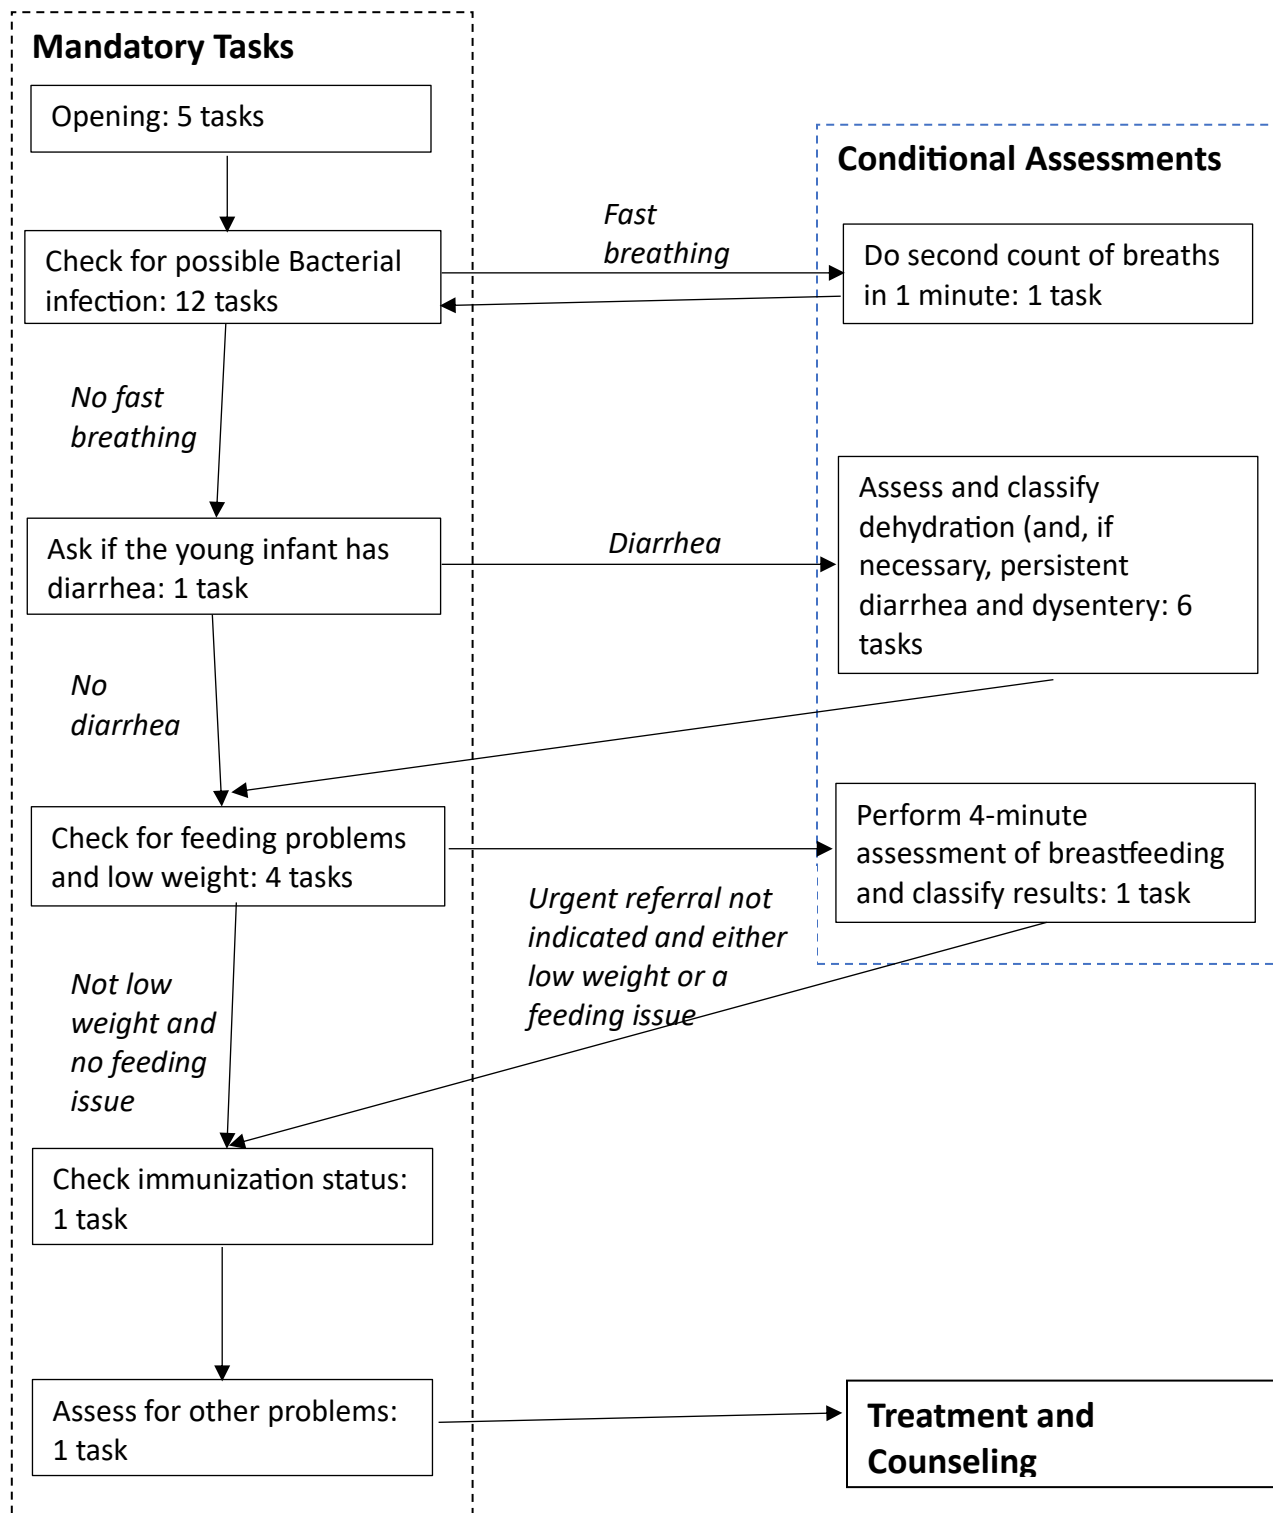 Mandatory Tasks
Opening: 5 tasks
Conditional Assessments
Fast
breathing
Check for possible Bacterial
infection: 12 tasks
Do second count of breaths
in 1 minute: 1 task
No fast
breathing
Ask if the young infant has
diarrhea: 1 task
Diarrhea
Assess and classify
dehydration (and, if
necessary, persistent
diarrhea and dysentery: 6
tasks
No
diarrhea
Check for feeding problems
and low weight: 4 tasks
Perform 4-minute
assessment of breastfeeding
and classify results: 1 task
Urgent referral not
indicated and either
low weight or a
feeding issue
Not low
weight and
no feeding
issue
Check immunization status:
1 task
Assess for other problems:
1 task
Treatment and
Counseling